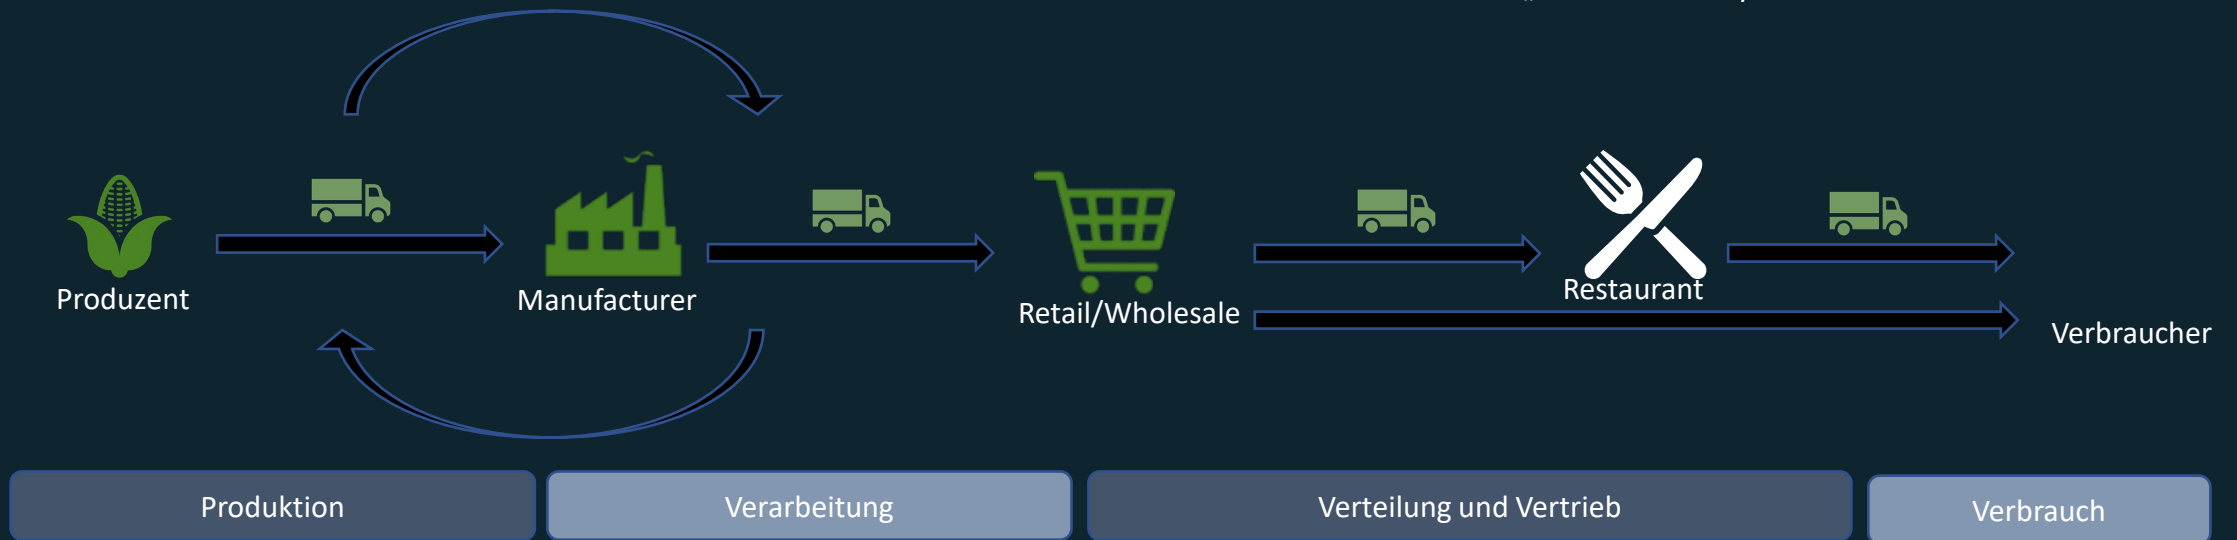 Produzent
Manufacturer
Retail/Wholesale
Restaurant
Verbraucher
Produktion
Verarbeitung
Verteilung und Vertrieb
Verbrauch